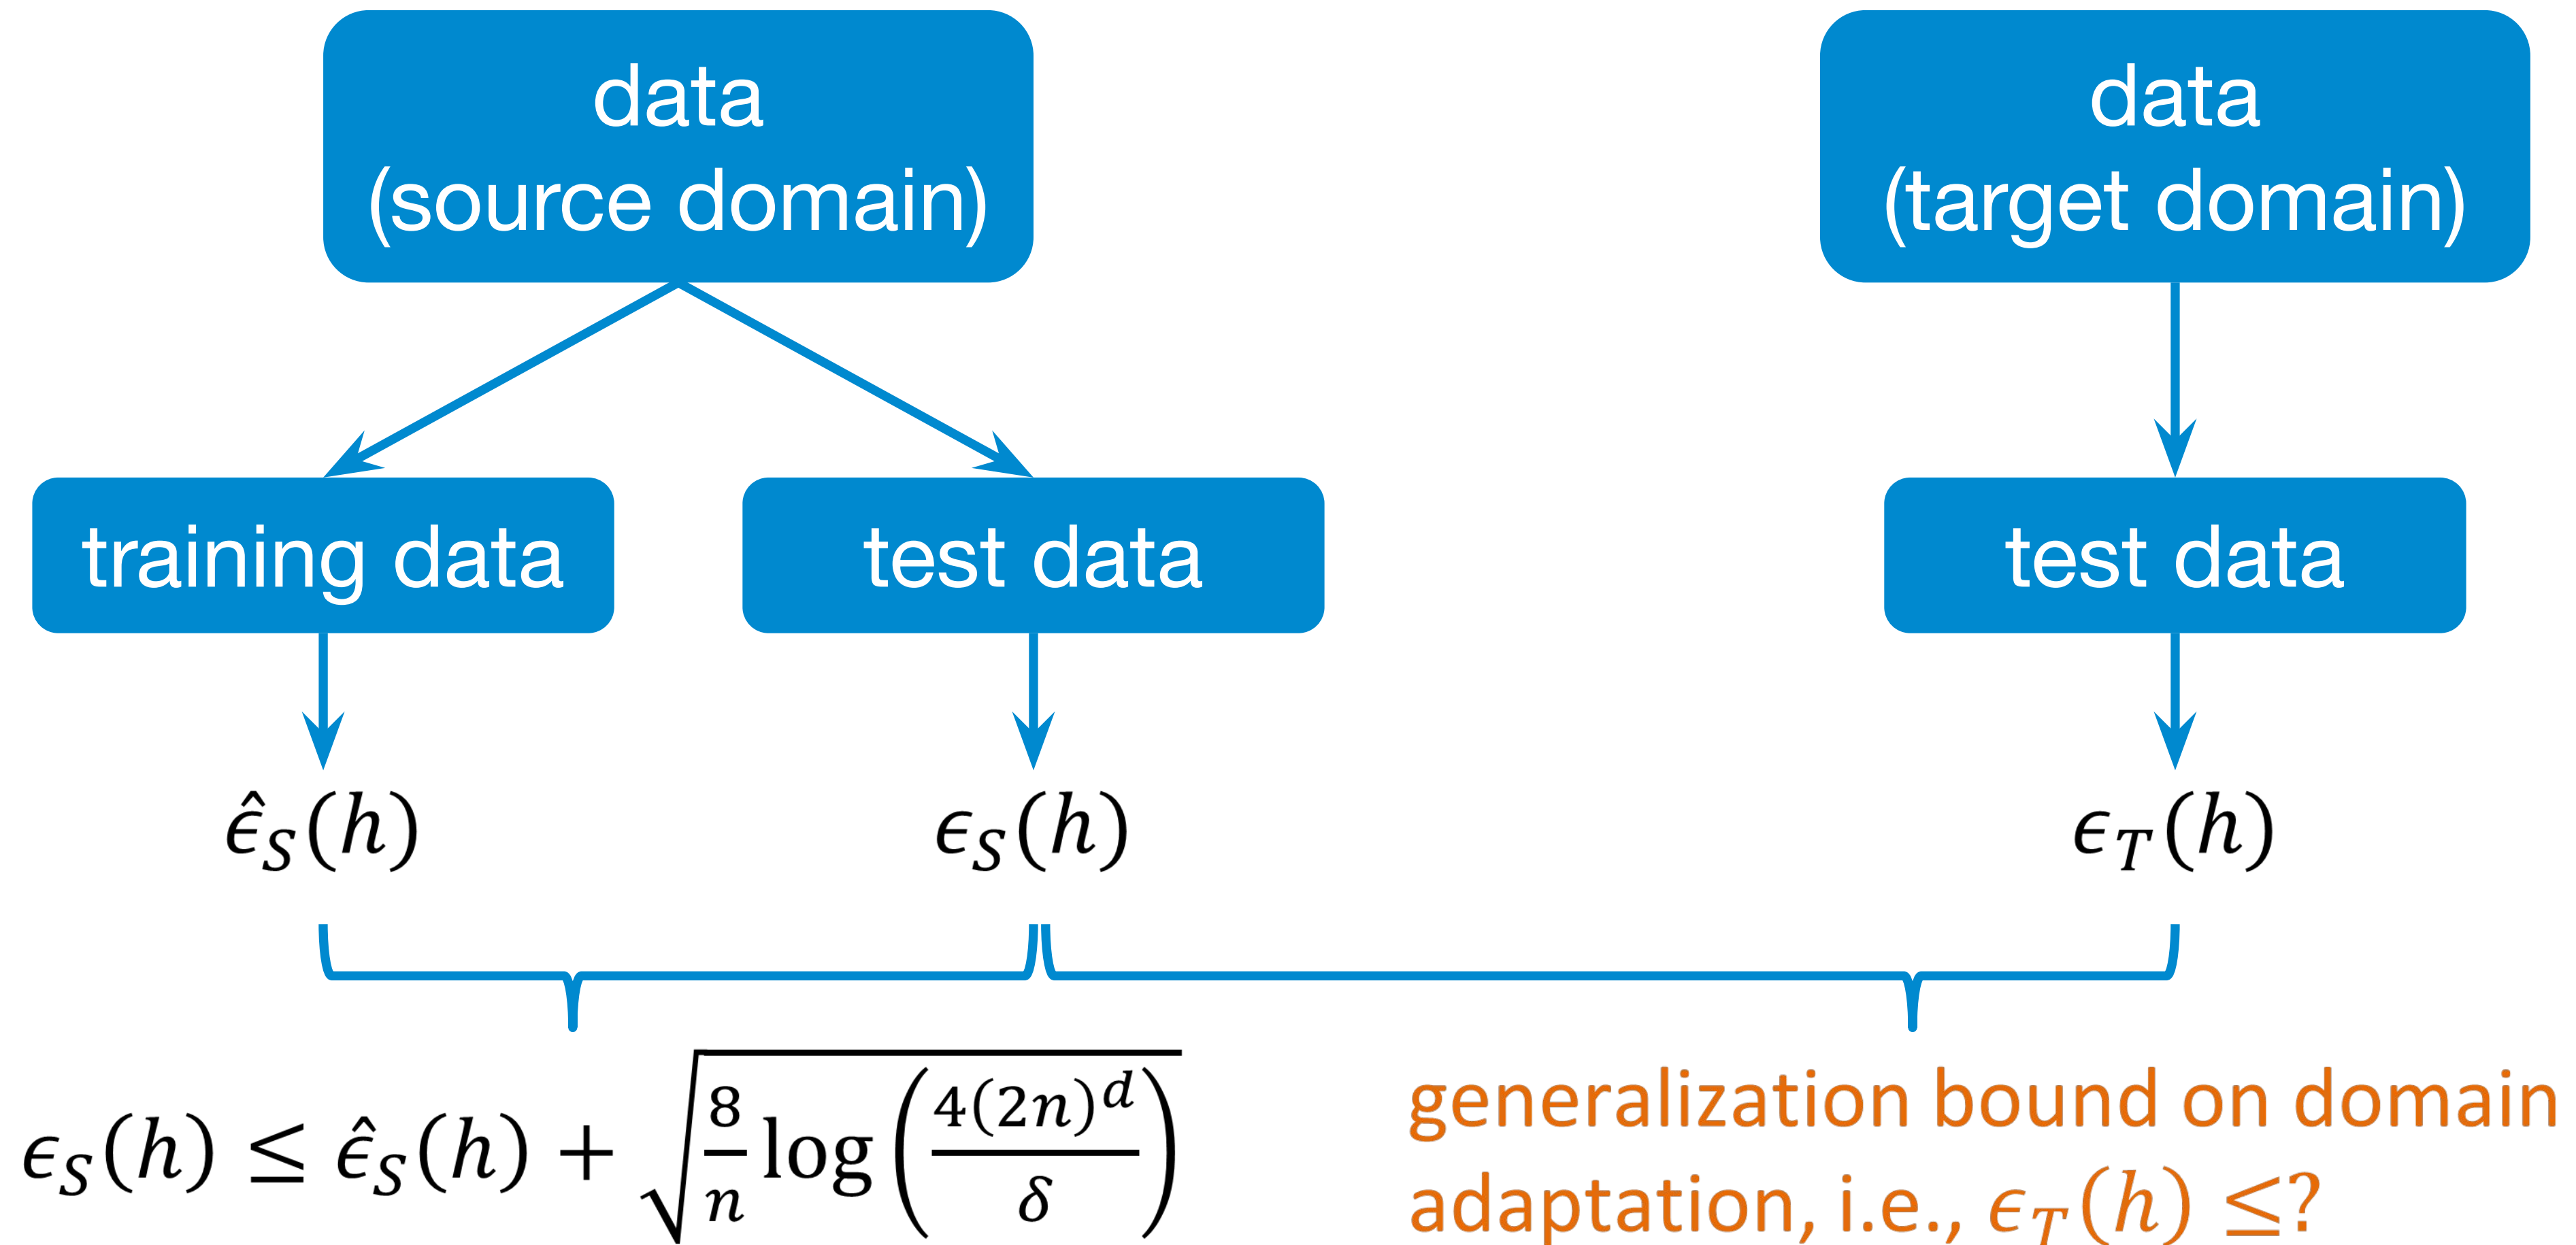 data
(source domain)
data
(target domain)
training data
test data
test data
ϵ̂_S(h)
ϵ_S(h)
ϵ_T(h)
ϵ_S(h) ≤ ϵ̂_S(h) + √(8/n log(4(2n)^d/δ))
generalization bound on domain
adaptation, i.e., ϵ_T(h) ≤?